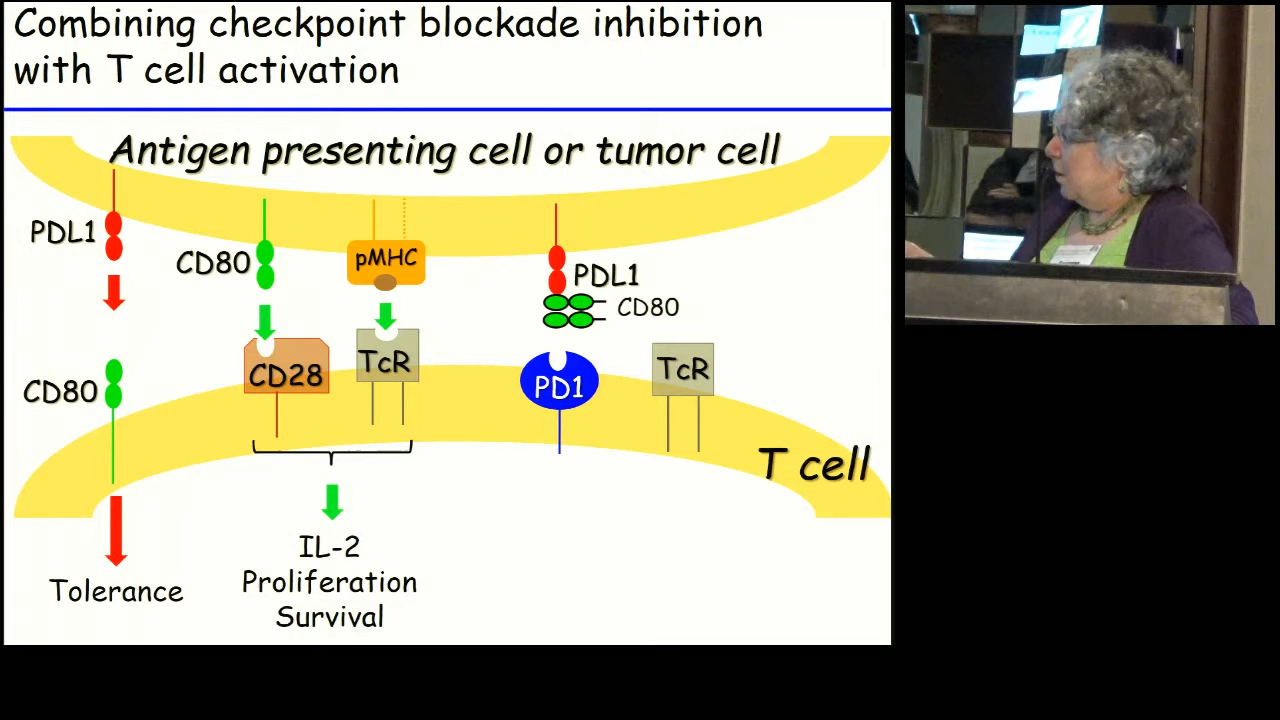 Combining checkpoint blockade inhibition
with T cell activation
Antigen presenting cell or tumor cell
PDL1
CD80
pMHC
PDL1
CD80
CD80
CD28
TcR
PD1
TcR
T cell
IL-2
Proliferation
Survival
Tolerance